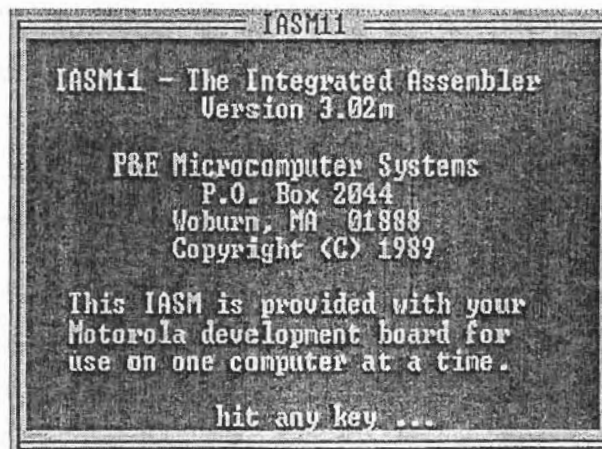 IASM11
IASM11 - The Integrated Assembler
Version 3.02m
P&E Microcomputer Systems
P.O. Box 2044
Woburn, MA 01888
Copyright (C) 1989
This IASM is provided with your
Motorola development board for
use on one computer at a time.
hit any key ...